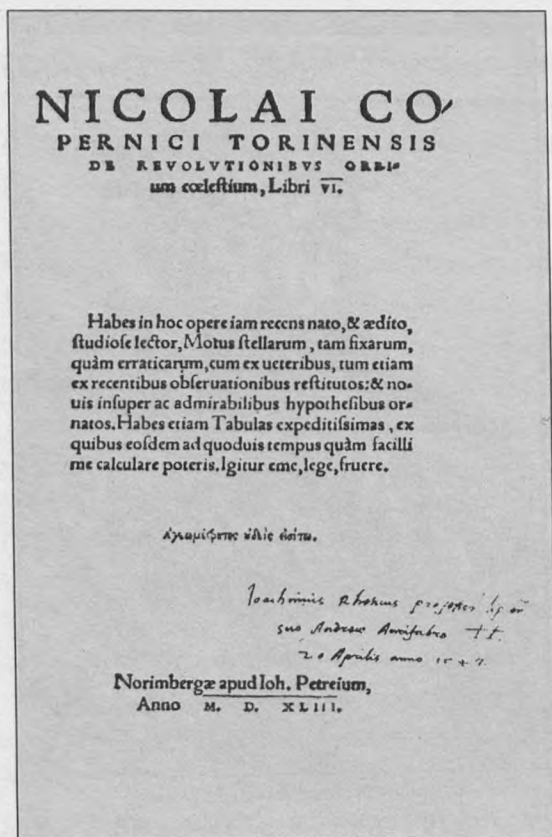 NICOLAI CO-
PERNICI TORINENSIS
DE REVOLVTIONIBVS ORBI-
um cœleſtium, Libri VI.
Habes in hoc opere iam recens nato, & ædito,
ſtudioſe lector, Motus ſtellarum, tam fixarum,
quàm erraticarum, cum ex ueteribus, tum etiam
ex recentibus obſeruationibus reſtitutos: & no-
uis inſuper ac admirabilibus hypotheſibus or-
natos. Habes etiam Tabulas expeditiſsimas, ex
quibus eoſdem ad quoduis tempus quàm facilli
me calculare poteris. Igitur eme, lege, fruere.
Ἀγεωμέτρητος οὐδεὶς εἰσίτω.
Rheticus
suo Andreae Aurifabro
20 Aprilis anno
Norimbergæ apud Ioh. Petreium,
Anno M. D. XLIII.